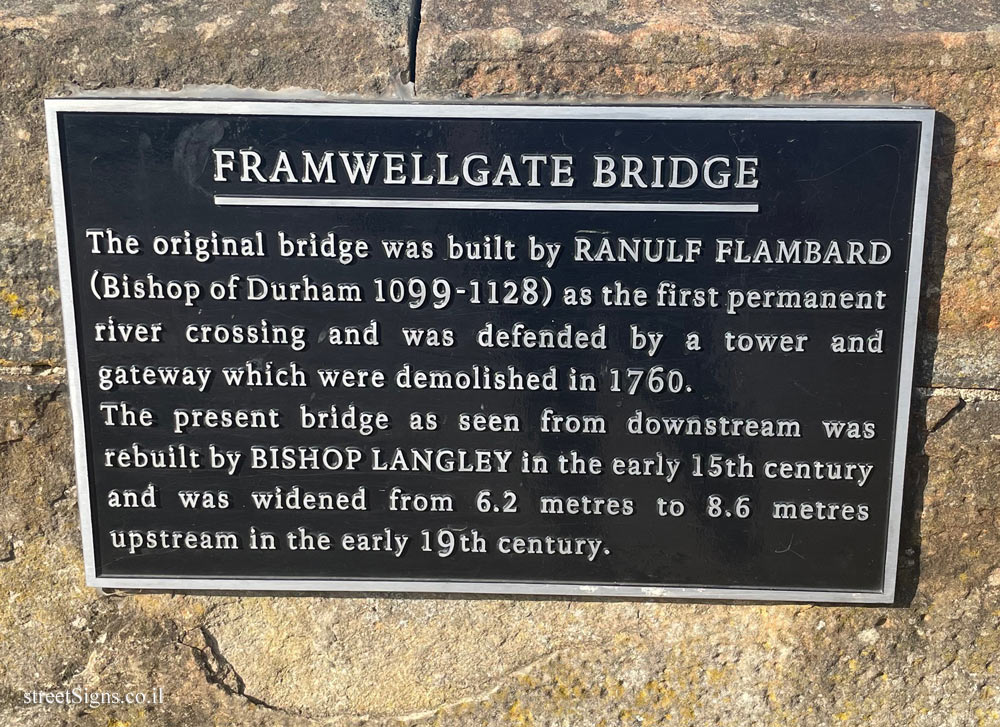 FRAMWELLGATE BRIDGE
The original bridge was built by RANULF FLAMBARD
(Bishop of Durham 1099-1128) as the first permanent
river crossing and was defended by a tower and
gateway which were demolished in 1760.
The present bridge as seen from downstream was
rebuilt by BISHOP LANGLEY in the early 15th century
and was widened from 6.2 metres to 8.6 metres
upstream in the early 19th century.
streetSigns.co.il